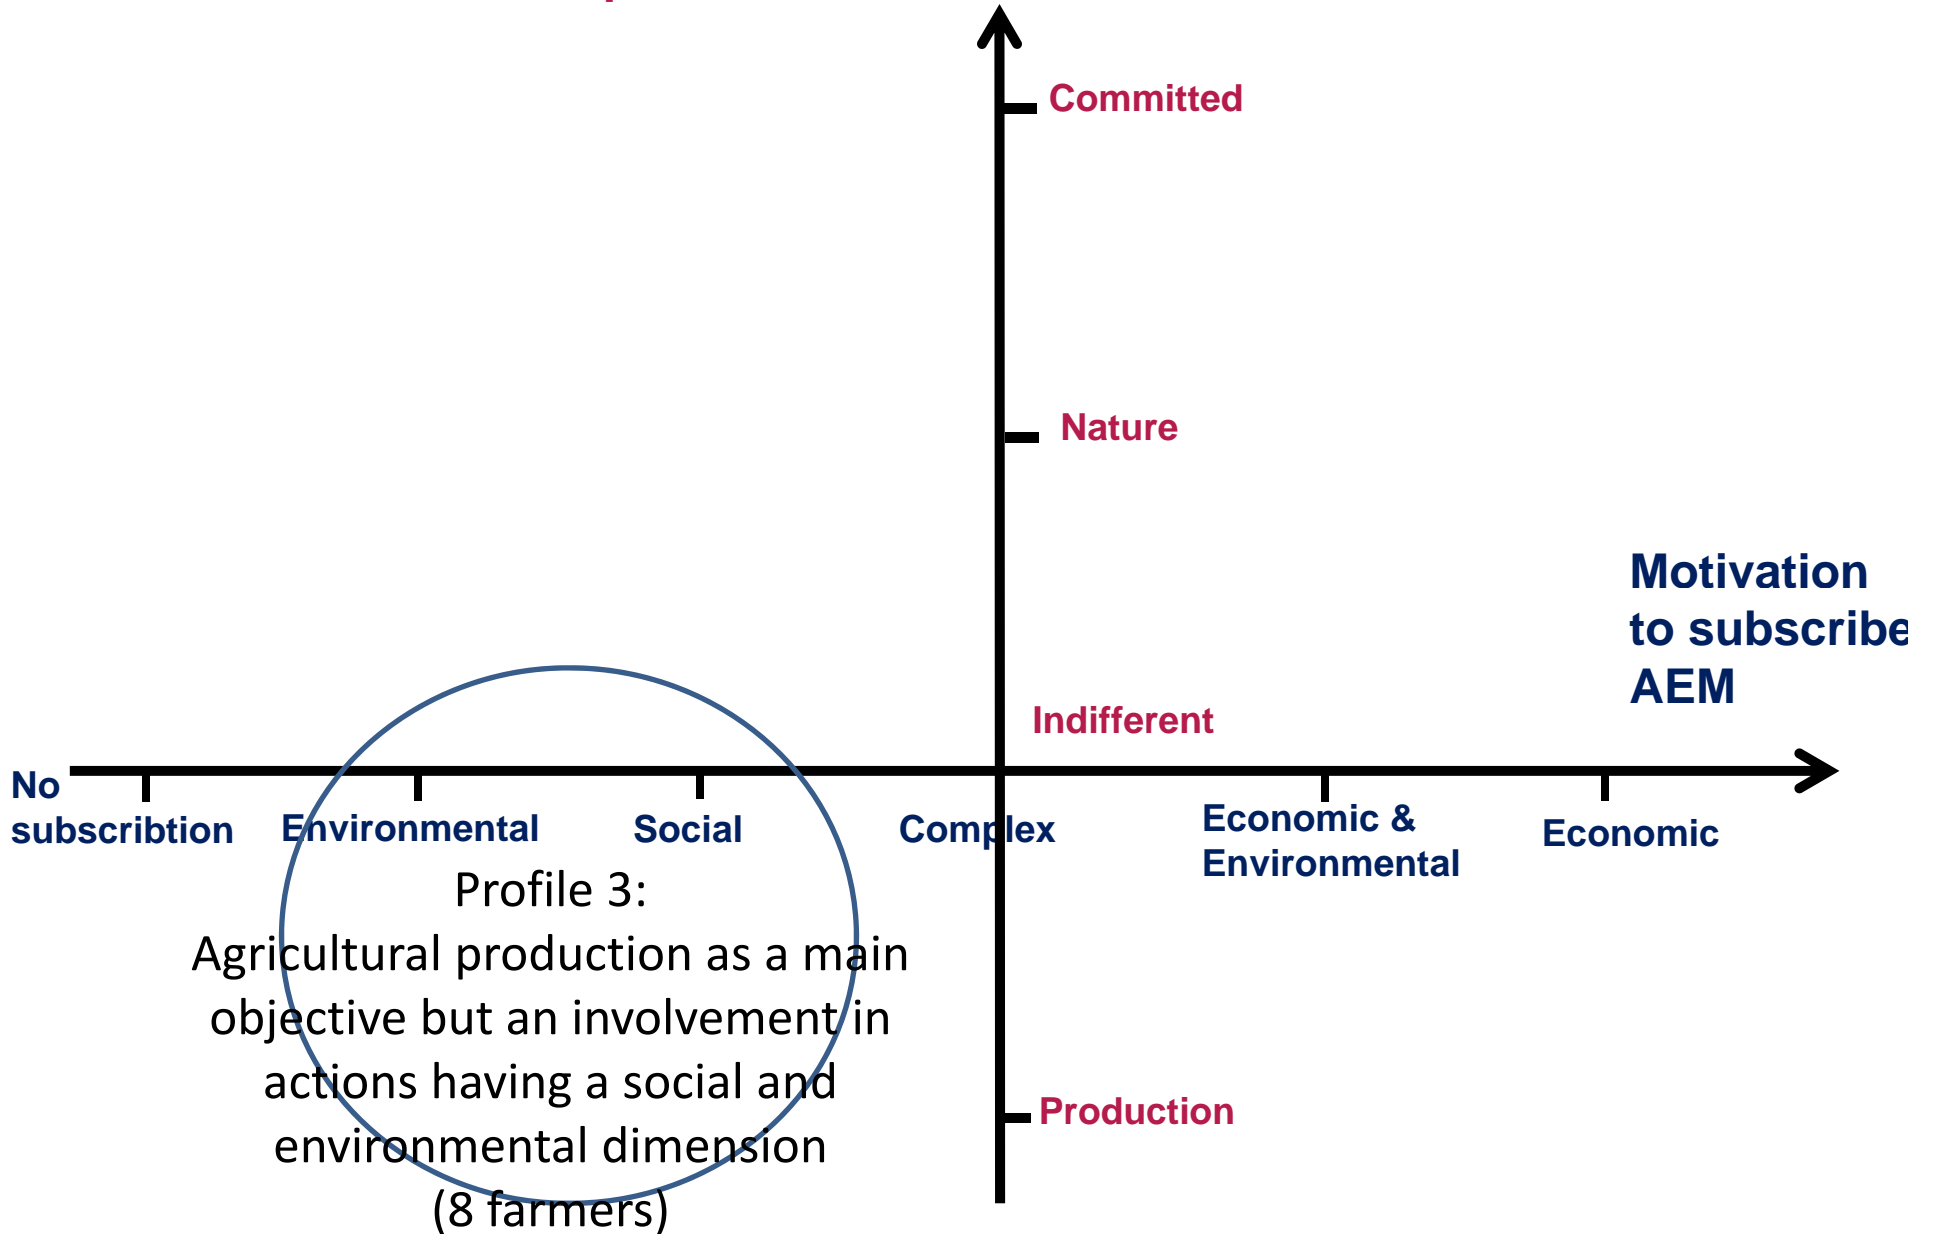 Committed
Nature
Motivation
to subscribe
AEM
Indifferent
No
subscribtion
Environmental
Social
Complex
Economic &
Environmental
Economic
Profile 3:
Agricultural production as a main
objective but an involvement in
actions having a social and
environmental dimension
(8 farmers)
Production